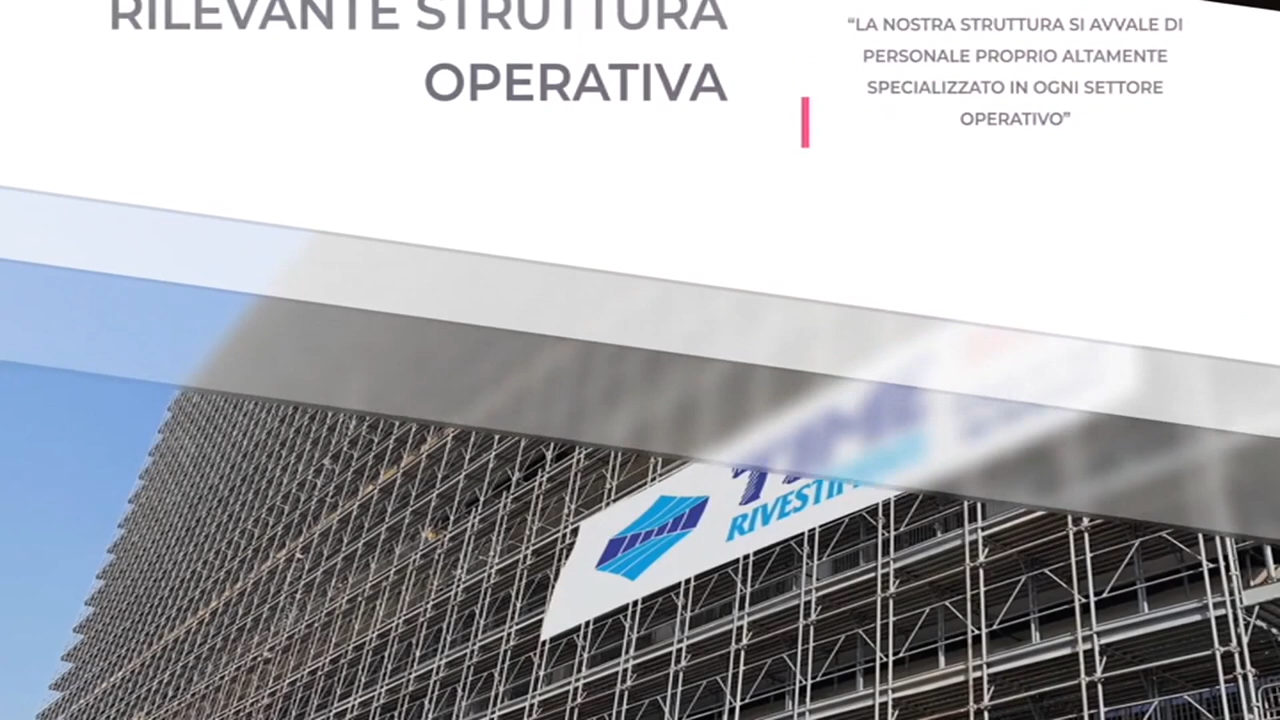 RILEVANTE STRUTTURA
OPERATIVA
“LA NOSTRA STRUTTURA SI AVVALE DI
PERSONALE PROPRIO ALTAMENTE
SPECIALIZZATO IN OGNI SETTORE
OPERATIVO”